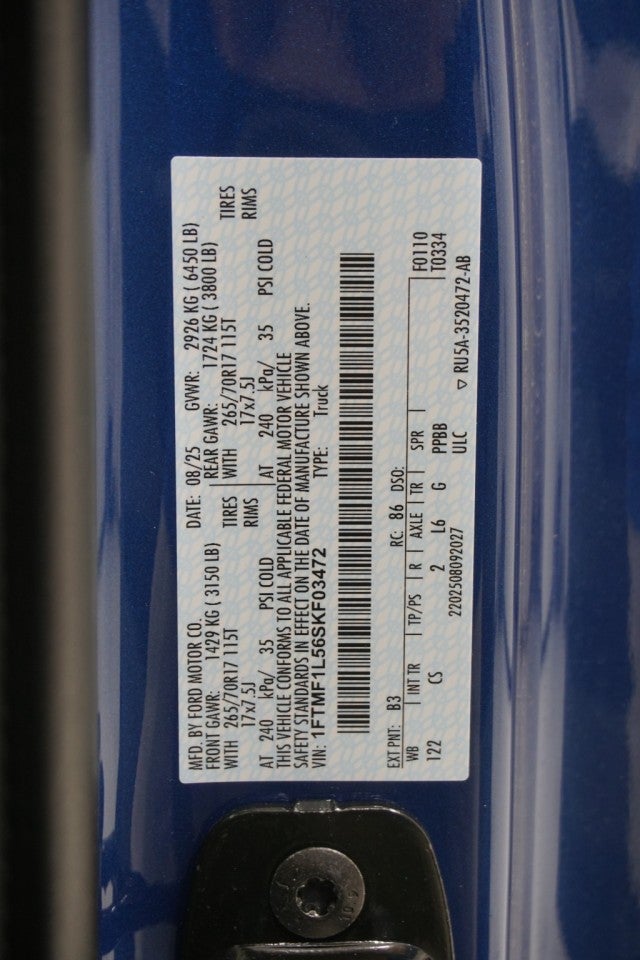 MFD. BY FORD MOTOR CO. DATE: 08/25 GVWR: 2926 KG ( 6450 LB)
FRONT GAWR: 1429 KG ( 3150 LB) REAR GAWR: 1724 KG ( 3800 LB)
WITH 265/70R17 115T TIRES WITH 265/70R17 115T TIRES
17x7.5J RIMS 17x7.5J RIMS
AT 240 kPa/ 35 PSI COLD AT 240 kPa/ 35 PSI COLD
THIS VEHICLE CONFORMS TO ALL APPLICABLE FEDERAL MOTOR VEHICLE
SAFETY STANDARDS IN EFFECT ON THE DATE OF MANUFACTURE SHOWN ABOVE.
VIN: 1FTMF1L56SKF03472 TYPE: Truck
EXT PNT: B3 RC: 86 DSO: F0110
WB INT TR TP/PS R AXLE TR SPR T0334
122 CS 2 L6 G PPBB
2202508092027 ULC ▽ RU5A-3520472-AB